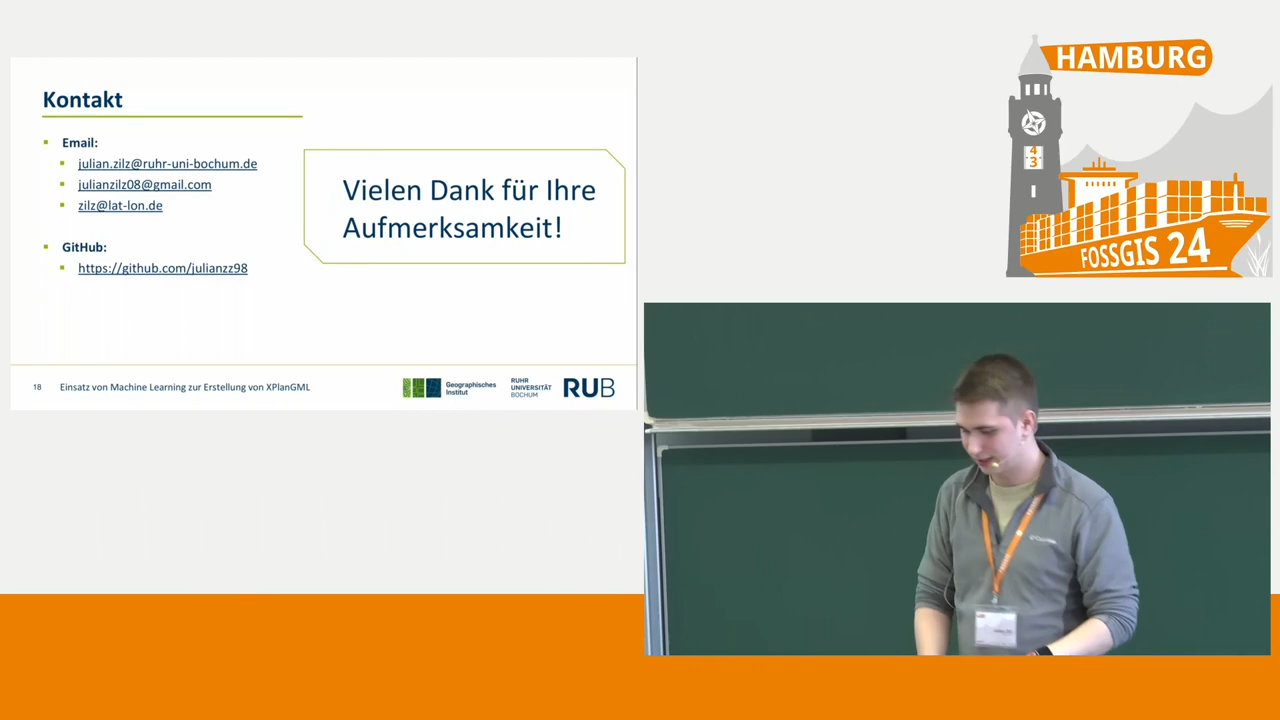 Kontakt
Email:
julian.zilz@ruhr-uni-bochum.de
julianzilz08@gmail.com
zilz@lat-lon.de
GitHub:
https://github.com/julianzz98
Vielen Dank für Ihre
Aufmerksamkeit!
18 Einsatz von Machine Learning zur Erstellung von XPlanGML
Geographisches
Institut
RUHR
UNIVERSITÄT
BOCHUM
RUB
HAMBURG
4
3
FOSSGIS 24